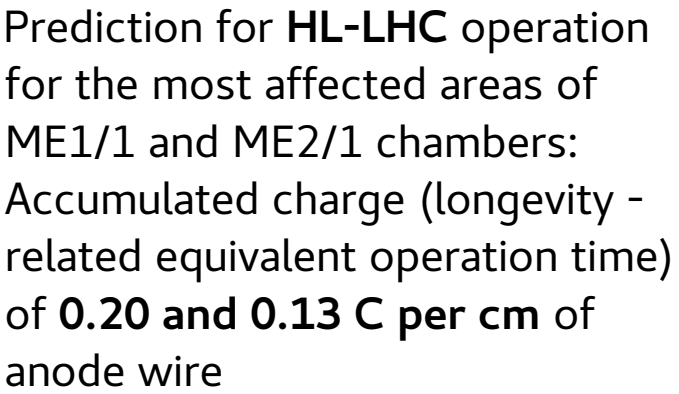 Prediction for HL-LHC operation
for the most affected areas of
ME1/1 and ME2/1 chambers:
Accumulated charge (longevity -
related equivalent operation time)
of 0.20 and 0.13 C per cm of
anode wire